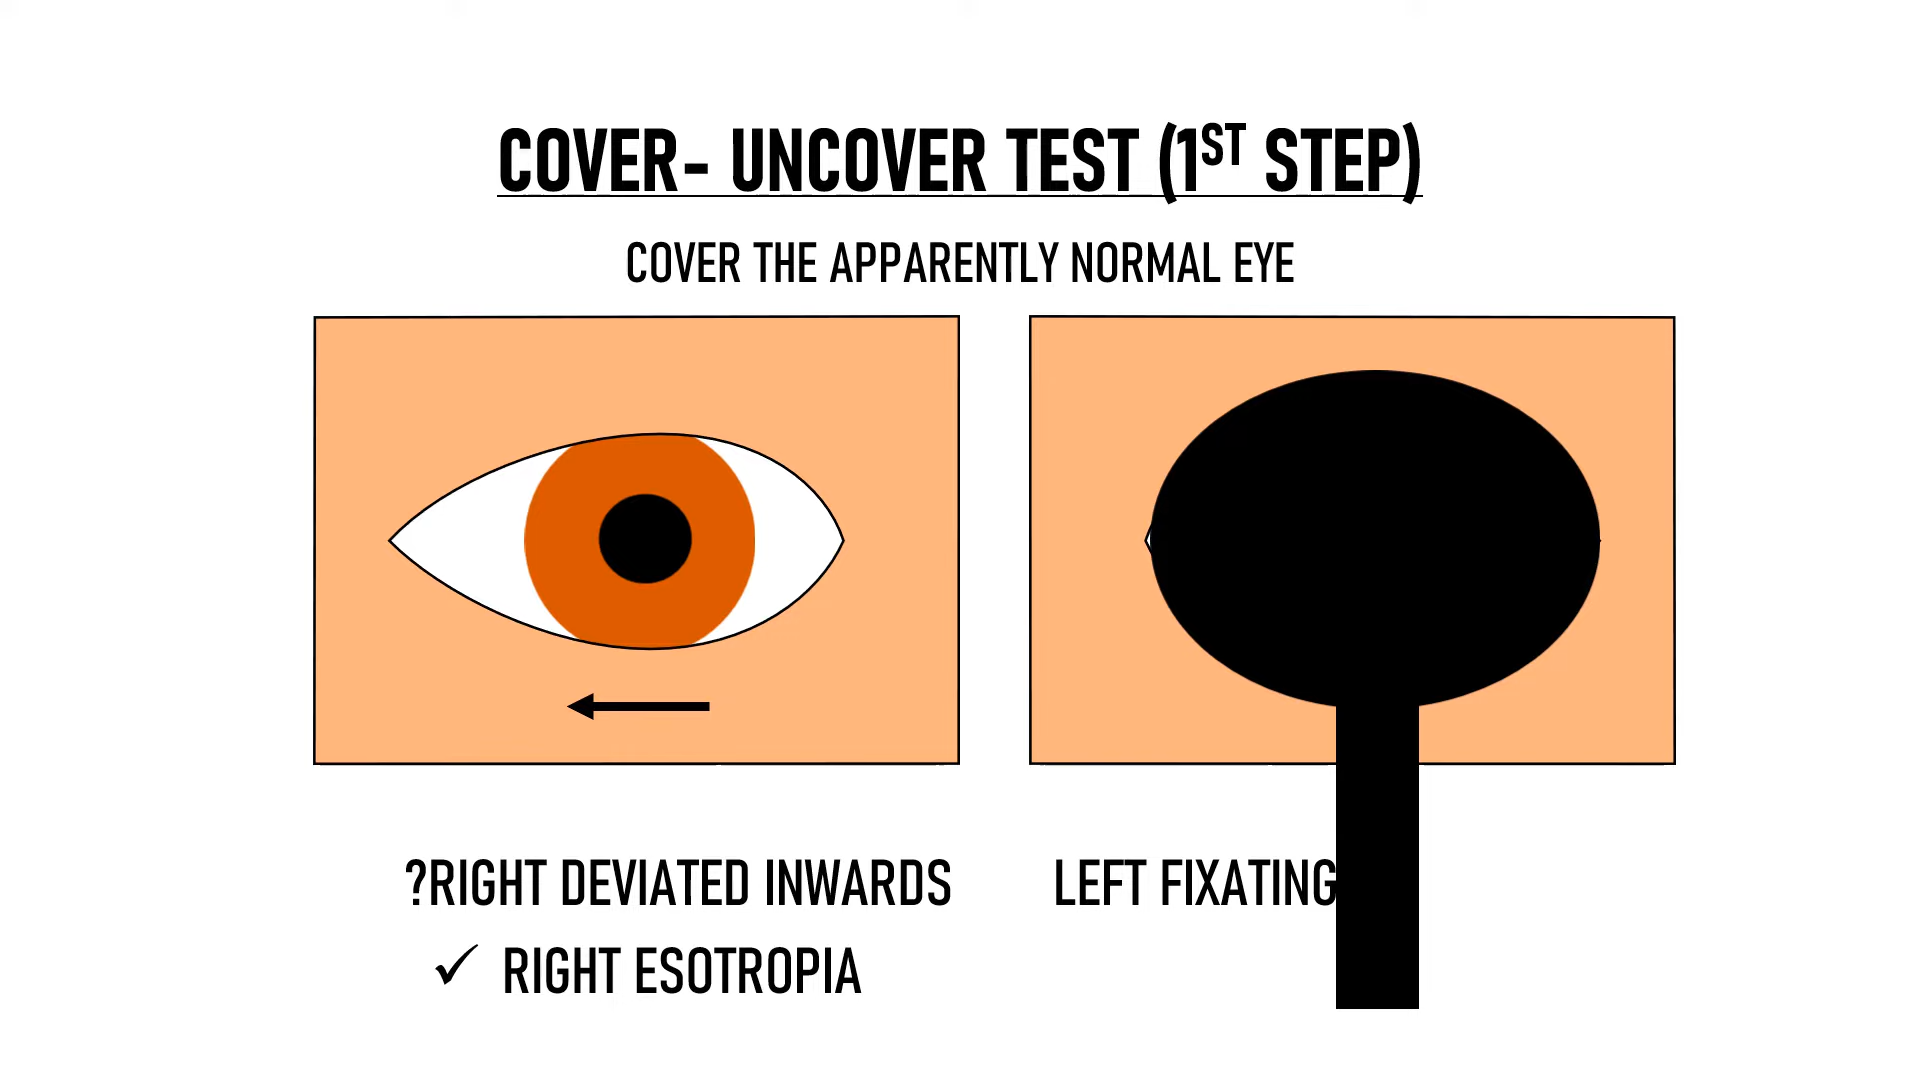 COVER- UNCOVER TEST (1ST STEP)
COVER THE APPARENTLY NORMAL EYE
?RIGHT DEVIATED INWARDS
LEFT FIXATING
✓ RIGHT ESOTROPIA